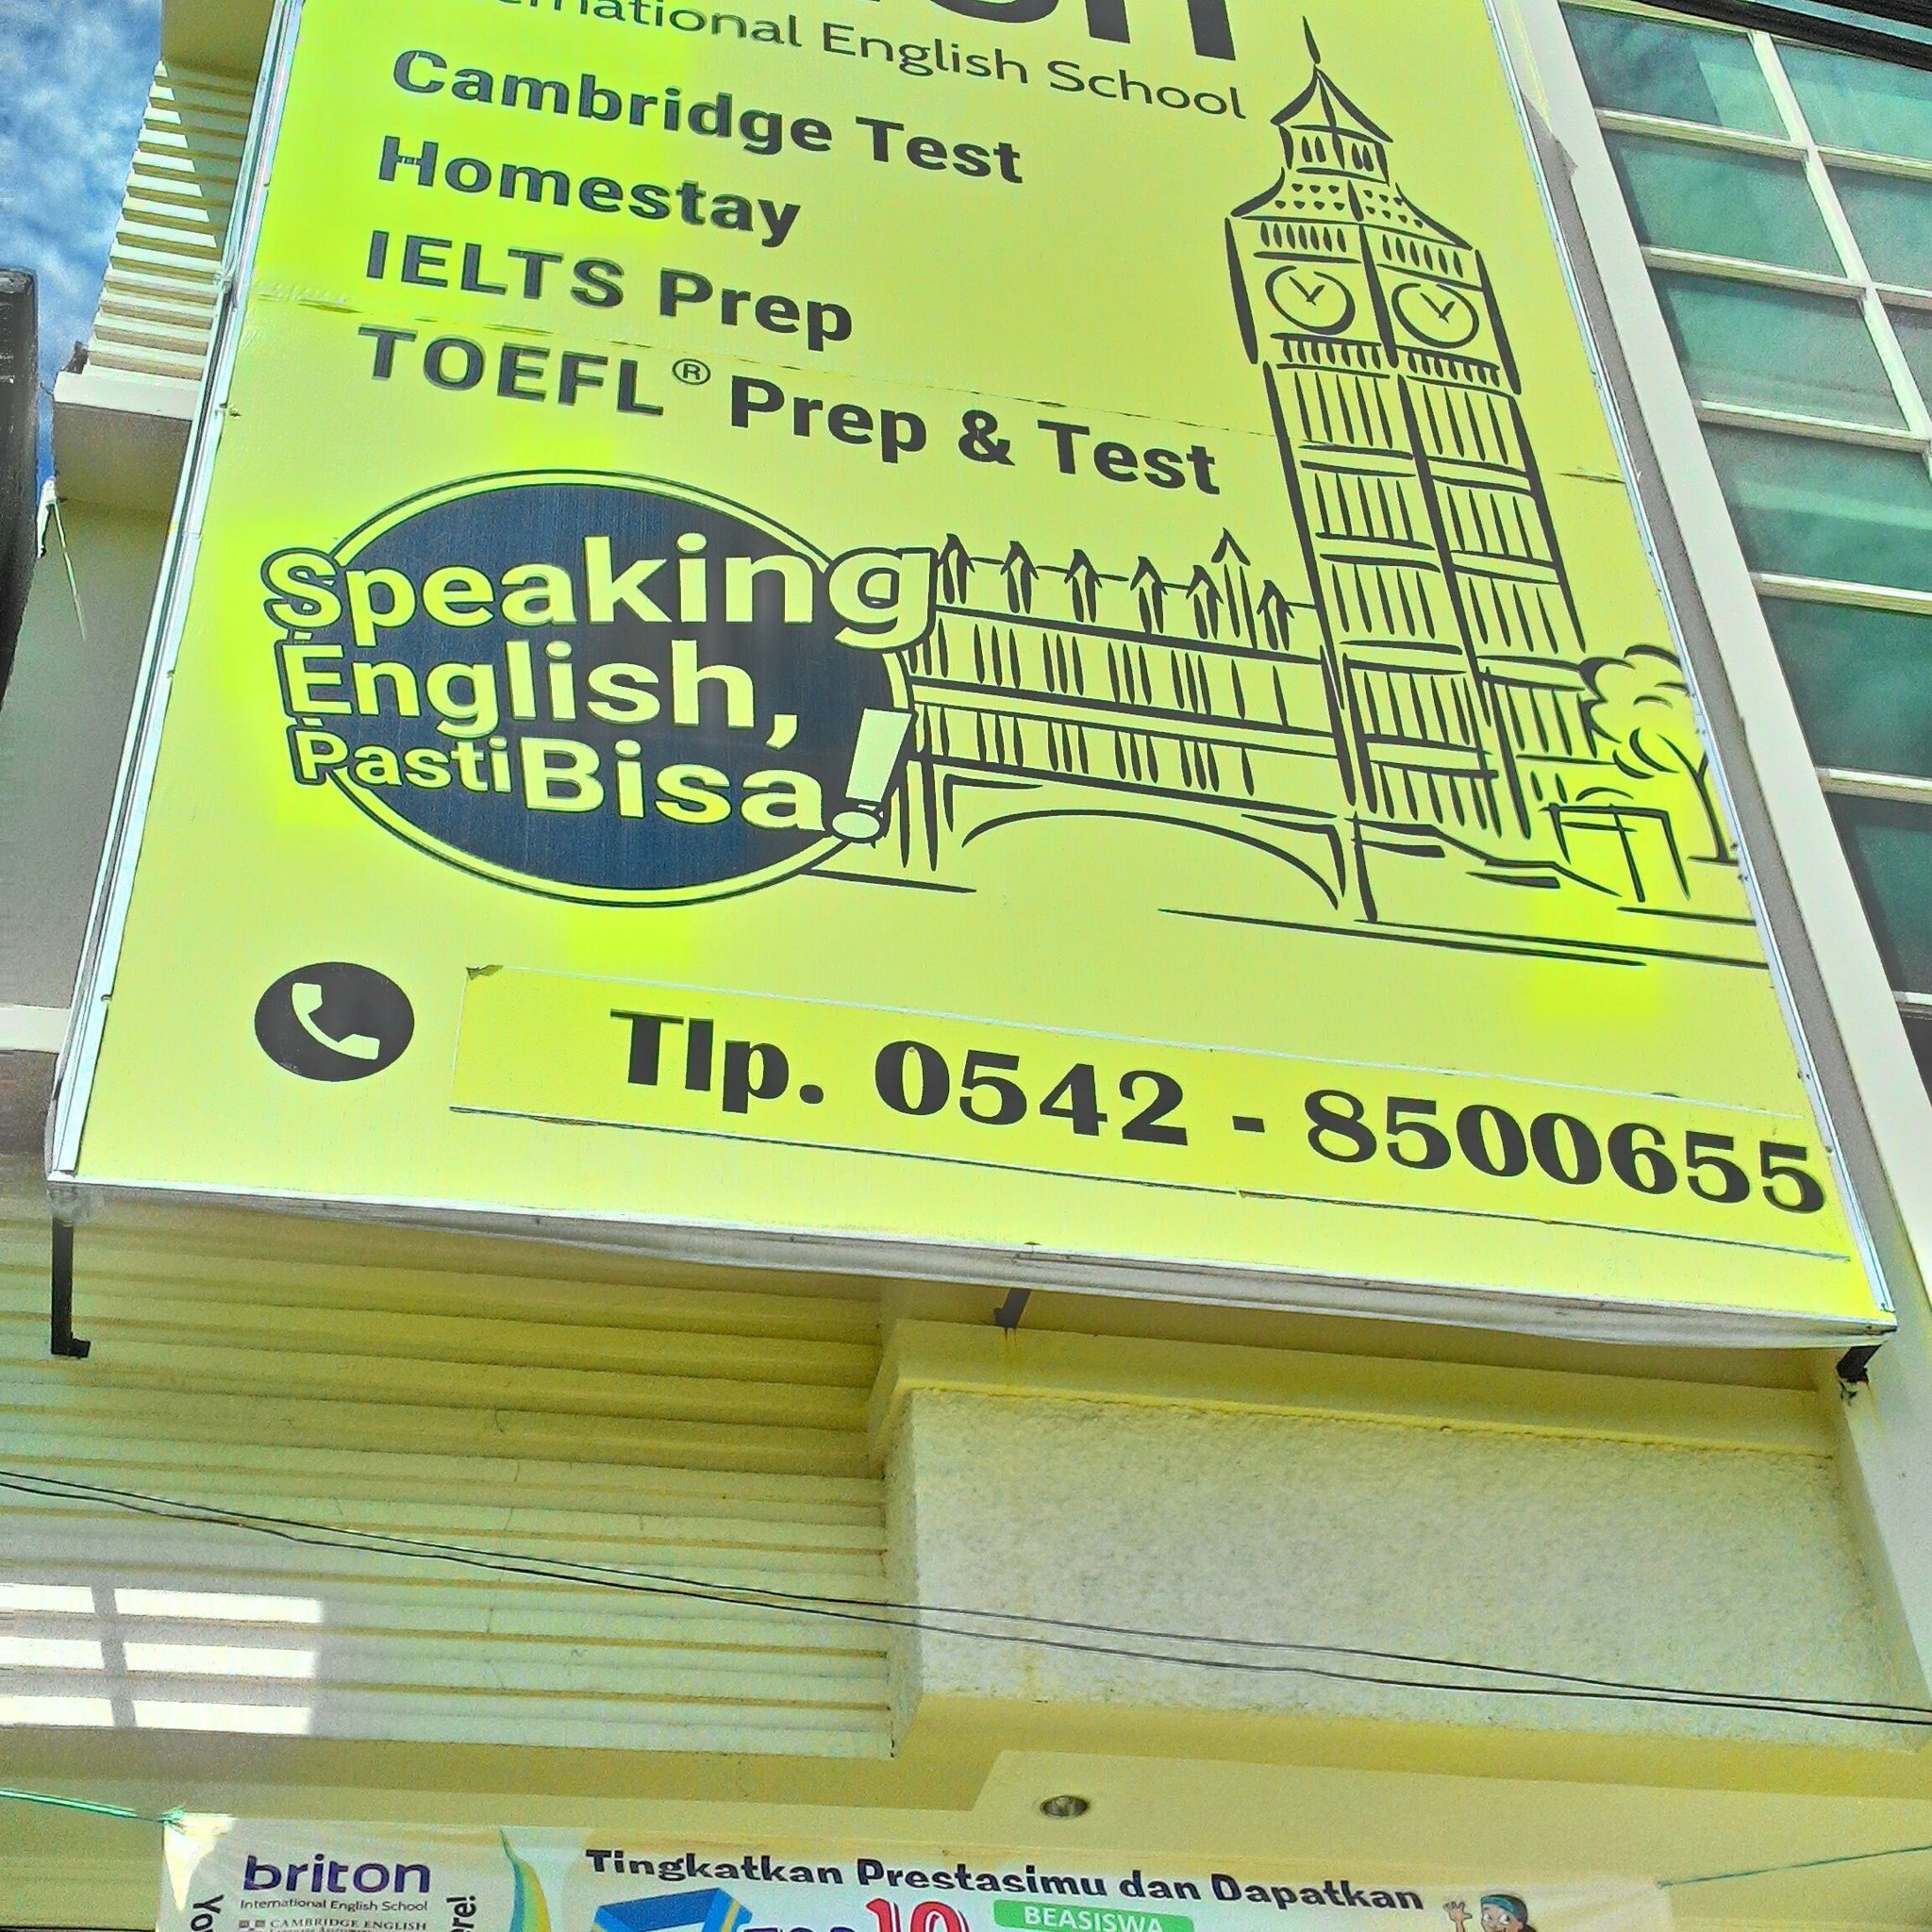 International English School
Cambridge Test
Homestay
IELTS Prep
TOEFL® Prep & Test
Speaking
English,
Pasti Bisa!
Tlp. 0542 - 8500655
briton
International English School
CAMBRIDGE ENGLISH
Tingkatkan Prestasimu dan Dapatkan
10
BEASISWA